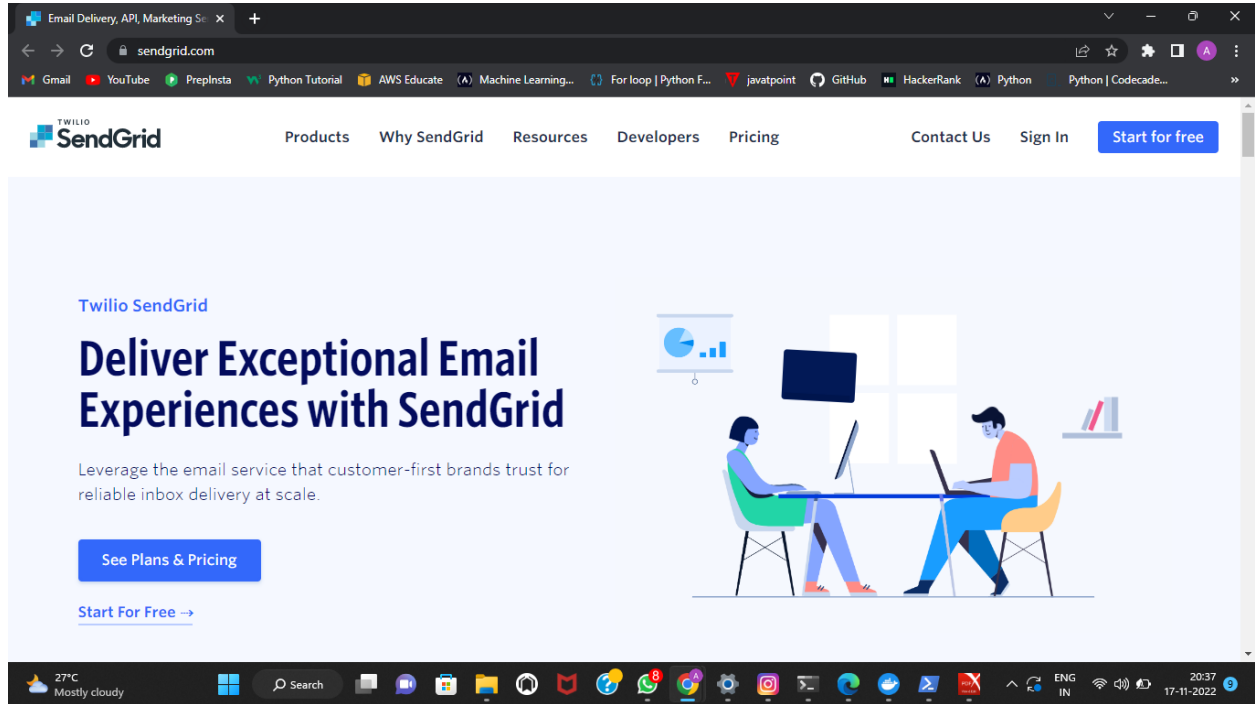 Email Delivery, API, Marketing Se
sendgrid.com
A
Gmail YouTube PrepInsta Python Tutorial AWS Educate Machine Learning... For loop | Python F... javatpoint GitHub HackerRank Python Python | Codecade... »
TWILIO
SendGrid Products Why SendGrid Resources Developers Pricing Contact Us Sign In Start for free
Twilio SendGrid
Deliver Exceptional Email
Experiences with SendGrid
Leverage the email service that customer-first brands trust for
reliable inbox delivery at scale.
See Plans & Pricing
Start For Free →
27°C
Mostly cloudy
Search
8
A
ENG
IN
20:37
17-11-2022
9